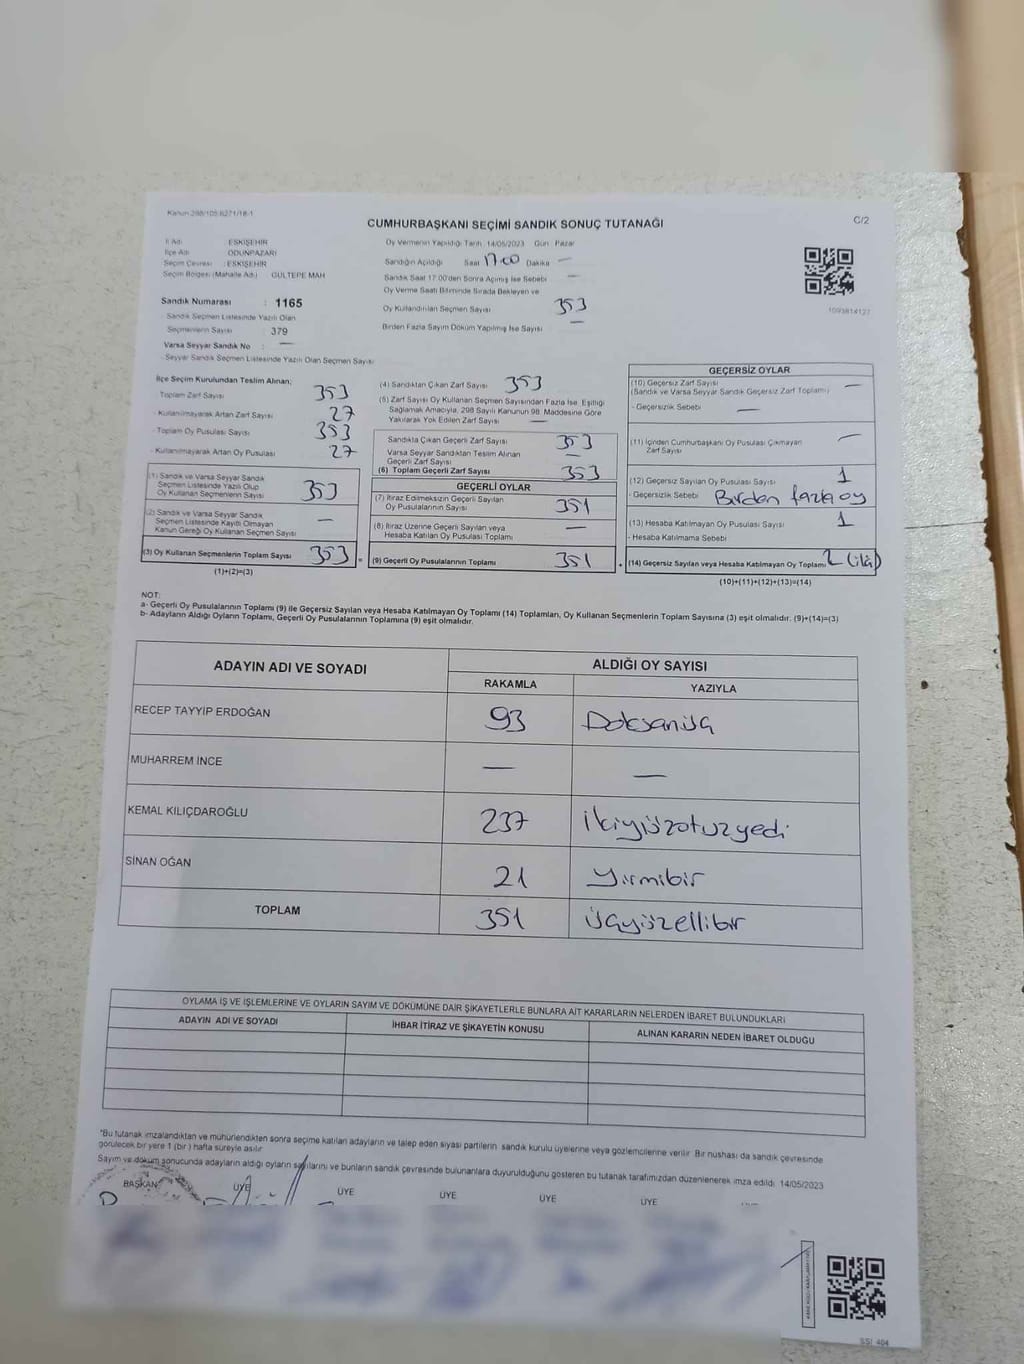 Kanun 298/105 6271/18-1
C/2
CUMHURBAŞKANI SEÇİMİ SANDIK SONUÇ TUTANAĞI
İl Adı : ESKİŞEHİR
İlçe Adı : ODUNPAZARI
Seçim Çevresi : ESKİŞEHİR
Seçim Bölgesi (Mahalle Adı) : GÜLTEPE MAH
Sandık Numarası : 1165
- Sandık Seçmen Listesinde Yazılı Olan
Seçmenlerin Sayısı : 379
Varsa Seyyar Sandık No : —
- Seyyar Sandık Seçmen Listesinde Yazılı Olan Seçmen Sayısı
Oy Vermenin Yapıldığı Tarih 14/05/2023 Gün Pazar
Sandığın Açıldığı Saat 17:00 Dakika —
Sandık Saat 17:00'den Sonra Açılmış İse Sebebi —
Oy Verme Saati Bitiminde Sırada Bekleyen ve
Oy Kullandırılan Seçmen Sayısı 353
Birden Fazla Sayım Döküm Yapılmış İse Sayısı —
1093814127
İlçe Seçim Kurulundan Teslim Alınan;
- Toplam Zarf Sayısı 353
- Kullanılmayarak Artan Zarf Sayısı 27
- Toplam Oy Pusulası Sayısı 353
- Kullanılmayarak Artan Oy Pusulası 27
(1) Sandık ve Varsa Seyyar Sandık
Seçmen Listesinde Yazılı Olup
Oy Kullanan Seçmenlerin Sayısı 353
(2) Sandık ve Varsa Seyyar Sandık
Seçmen Listesinde Kayıtlı Olmayan
Kanun Gereği Oy Kullanan Seçmen Sayısı —
(3) Oy Kullanan Seçmenlerin Toplam Sayısı 353 =
(1)+(2)=(3)
(4) Sandıktan Çıkan Zarf Sayısı 353
(5) Zarf Sayısı Oy Kullanan Seçmen Sayısından Fazla İse, Eşitliği
Sağlamak Amacıyla, 298 Sayılı Kanunun 98. Maddesine Göre
Yakılarak Yok Edilen Zarf Sayısı —
Sandıkta Çıkan Geçerli Zarf Sayısı 353
Varsa Seyyar Sandıktan Teslim Alınan
Geçerli Zarf Sayısı —
(6) Toplam Geçerli Zarf Sayısı 353
GEÇERLİ OYLAR
(7) İtiraz Edilmeksizin Geçerli Sayılan
Oy Pusulalarının Sayısı 351
(8) İtiraz Üzerine Geçerli Sayılan veya
Hesaba Katılan Oy Pusulası Toplamı —
(9) Geçerli Oy Pusulalarının Toplamı 351 +
GEÇERSİZ OYLAR
(10) Geçersiz Zarf Sayısı —
(Sandık ve Varsa Seyyar Sandık Geçersiz Zarf Toplamı)
- Geçersizlik Sebebi —
(11) İçinden Cumhurbaşkanı Oy Pusulası Çıkmayan
Zarf Sayısı —
(12) Geçersiz Sayılan Oy Pusulası Sayısı 1
- Geçersizlik Sebebi Birden fazla oy
(13) Hesaba Katılmayan Oy Pusulası Sayısı 1
- Hesaba Katılmama Sebebi
(14) Geçersiz Sayılan veya Hesaba Katılmayan Oy Toplamı 2 (iki)
(10)+(11)+(12)+(13)=(14)
NOT:
a- Geçerli Oy Pusulalarının Toplamı (9) ile Geçersiz Sayılan veya Hesaba Katılmayan Oy Toplamı (14) Toplamları, Oy Kullanan Seçmenlerin Toplam Sayısına (3) eşit olmalıdır. (9)+(14)=(3)
b- Adayların Aldığı Oyların Toplamı, Geçerli Oy Pusulalarının Toplamına (9) eşit olmalıdır.
ADAYIN ADI VE SOYADI
ALDIĞI OY SAYISI
RAKAMLA YAZIYLA
RECEP TAYYİP ERDOĞAN 93 Doksanüç
MUHARREM İNCE — —
KEMAL KILIÇDAROĞLU 237 ikiyüzotuzyedi
SİNAN OĞAN 21 Yirmibir
TOPLAM 351 üçyüzellibir
OYLAMA İŞ VE İŞLEMLERİNE VE OYLARIN SAYIM VE DÖKÜMÜNE DAİR ŞİKAYETLERLE BUNLARA AİT KARARLARIN NELERDEN İBARET BULUNDUKLARI
ADAYIN ADI VE SOYADI İHBAR İTİRAZ VE ŞİKAYETİN KONUSU ALINAN KARARIN NEDEN İBARET OLDUĞU
*Bu tutanak imzalandıktan ve mühürlendikten sonra seçime katılan adayların ve talep eden siyasi partilerin sandık kurulu üyelerine veya gözlemcilerine verilir. Bir nüshası da sandık çevresinde
görülecek bir yere 1 (bir) hafta süreyle asılır.
Sayım ve döküm sonucunda adayların aldığı oyların sayılarını ve bunların sandık çevresinde bulunanlara duyurulduğunu gösteren bu tutanak tarafımızdan düzenlenerek imza edildi. 14/05/2023
BAŞKAN ÜYE ÜYE ÜYE ÜYE ÜYE
SSİ 404